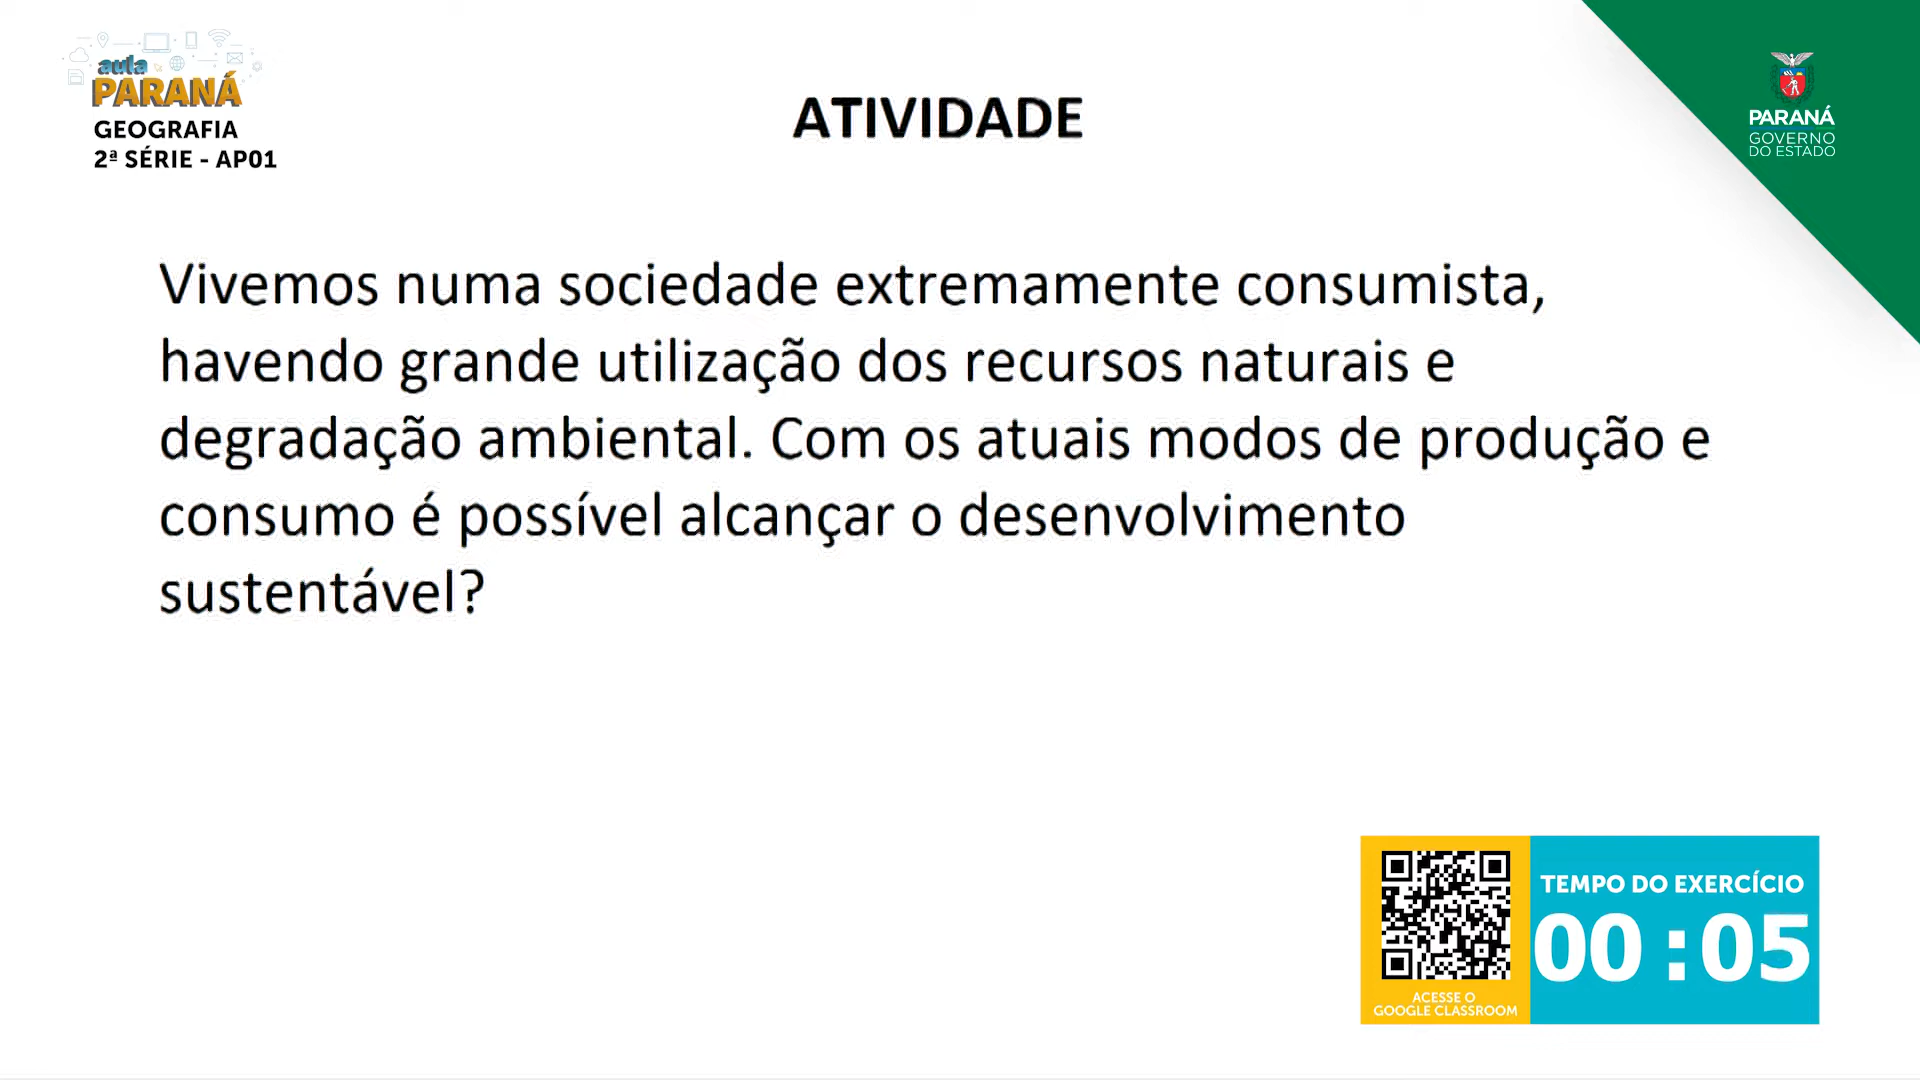 aula
PARANÁ
GEOGRAFIA
2ª SÉRIE - AP01
ATIVIDADE
PARANÁ
GOVERNO
DO ESTADO
Vivemos numa sociedade extremamente consumista,
havendo grande utilização dos recursos naturais e
degradação ambiental. Com os atuais modos de produção e
consumo é possível alcançar o desenvolvimento
sustentável?
TEMPO DO EXERCÍCIO
00:05
ACESSE O
GOOGLE CLASSROOM